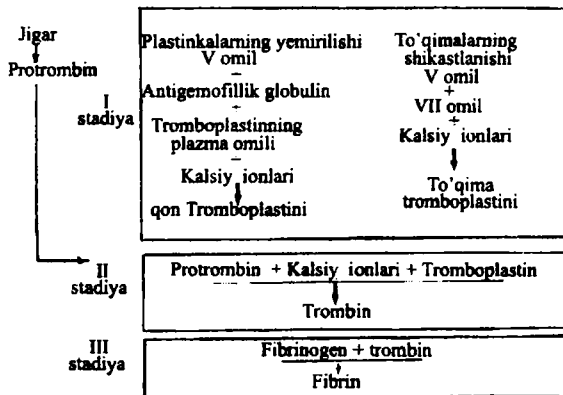 Jigar
Protrombin
I
stadiya
Plastinkalarning yemirilishi
V omil
+
Antigemofillik globulin
+
Tromboplastinning
plazma omili
+
Kalsiy ionlari
qon Tromboplastini
To'qimalarning
shikastlanishi
V omil
+
VII omil
+
Kalsiy ionlari
To'qima
tromboplastini
II
stadiya
Protrombin + Kalsiy ionlari + Tromboplastin
Trombin
III
stadiya
Fibrinogen + trombin
Fibrin